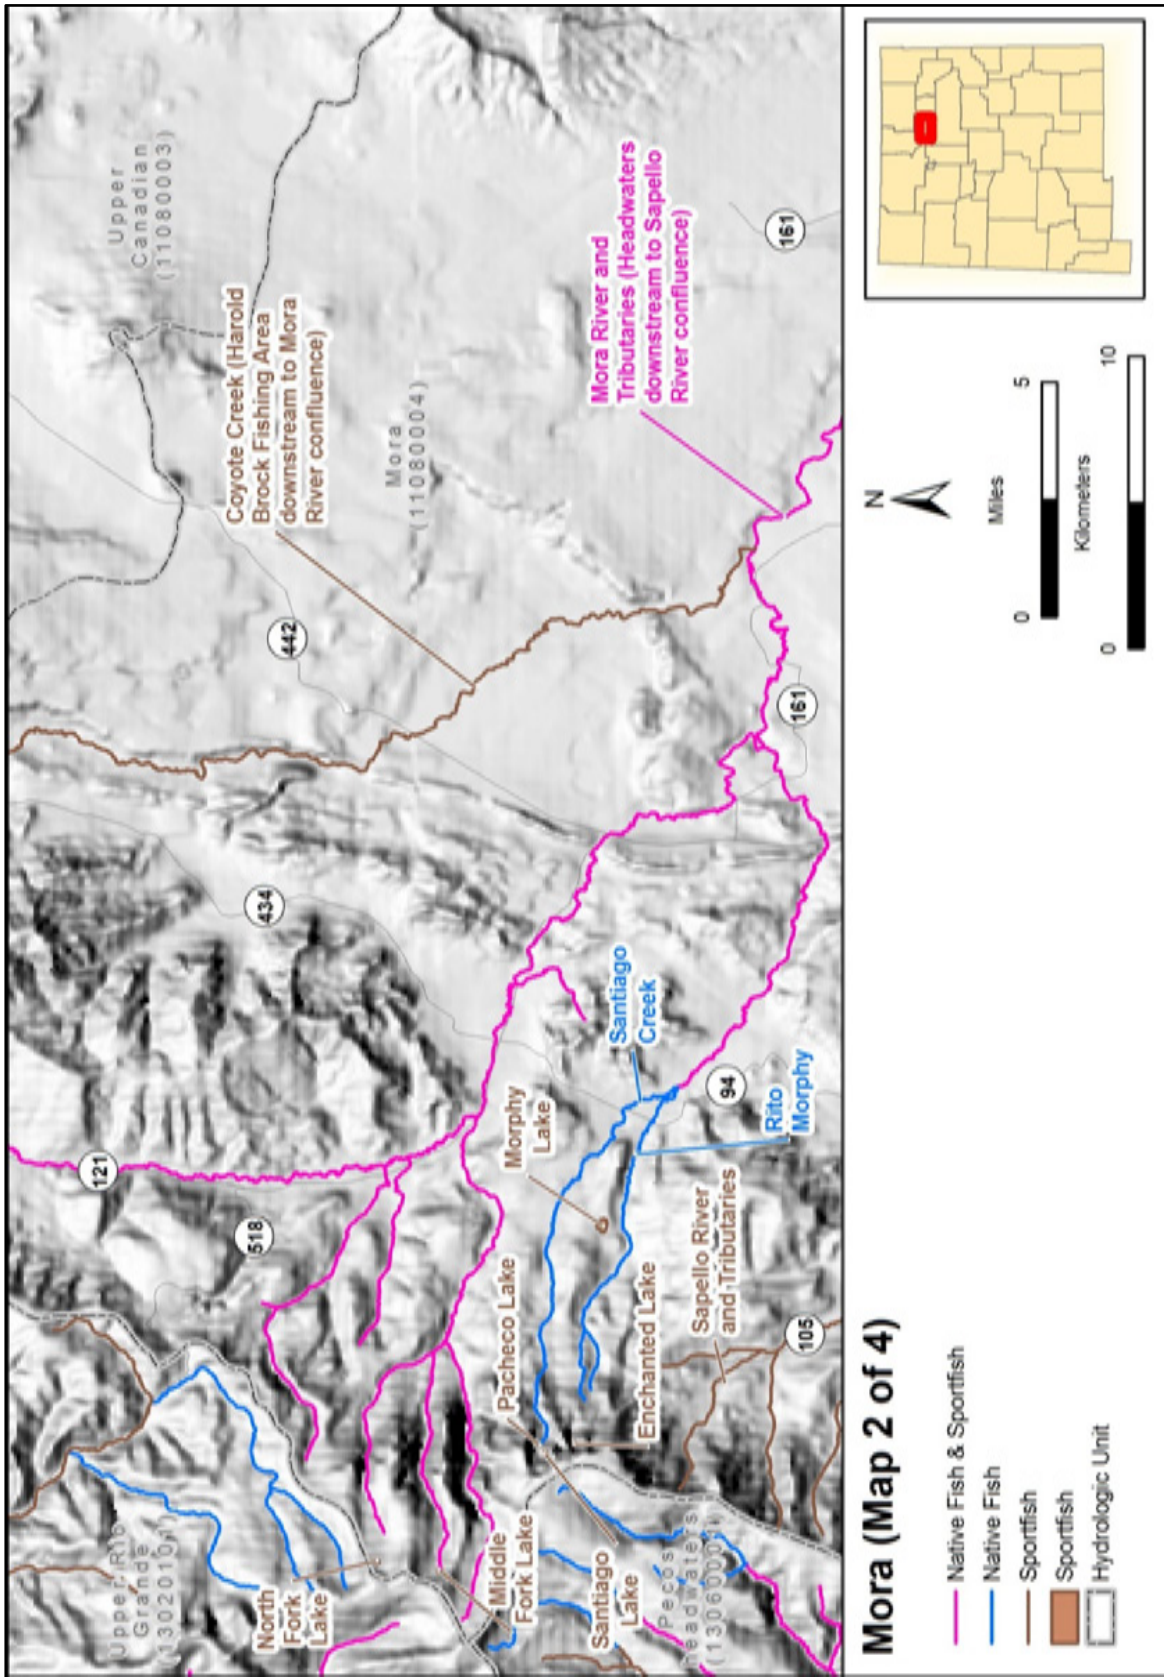 Upper
Canadian
(11080003)
Coyote Creek (Harold
Brock Fishing Area
downstream to Mora
River confluence)
Mora
(11080004)
Mora River and
Tributaries (Headwaters
downstream to Sapello
River confluence)
161
442
161
434
Santiago
Creek
94
Rito
Morphy
121
Morphy
Lake
518
Sapello River
and Tributaries
Pacheco Lake
Enchanted Lake
105
Upper Rio
Grande
(13020101)
North
Fork
Lake
Middle
Fork Lake
Santiago
Lake
Pecos
Headwaters
(13060001)
Mora (Map 2 of 4)
Native Fish & Sportfish
Native Fish
Sportfish
Sportfish
Hydrologic Unit
N
Miles
0
5
Kilometers
0
10